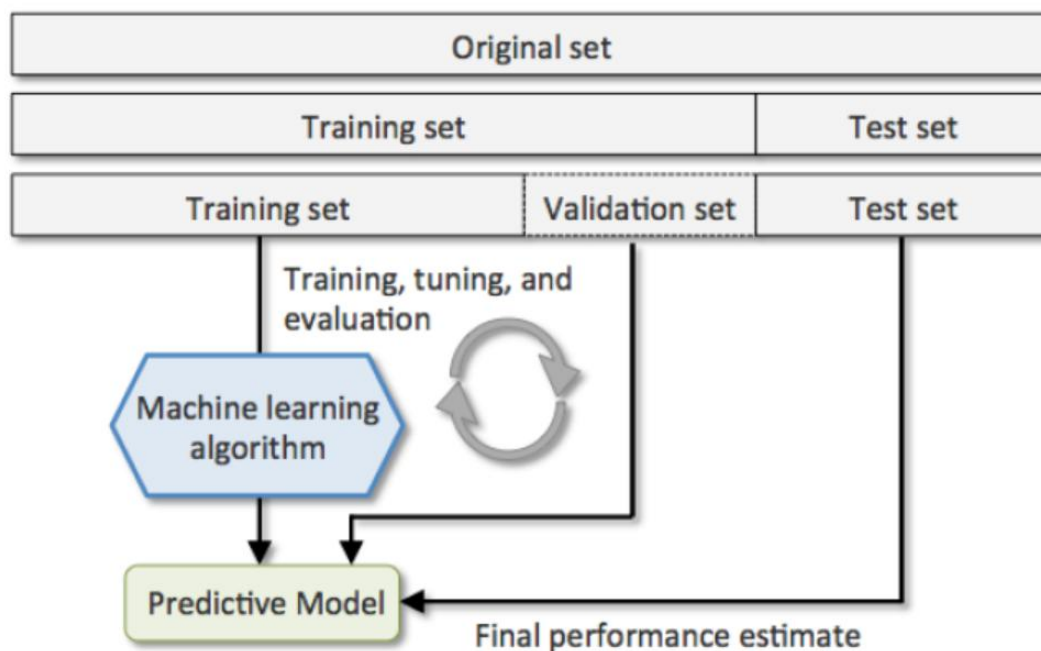 Original set
Training set
Test set
Training set
Validation set
Test set
Training, tuning, and
evaluation
Machine learning
algorithm
Predictive Model
Final performance estimate